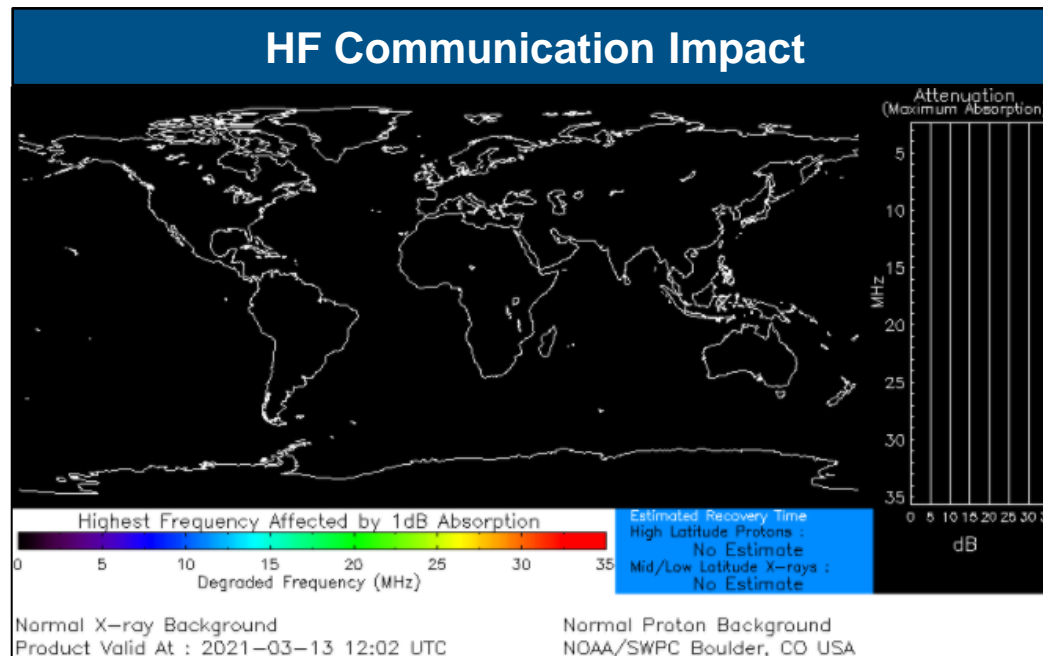 HF Communication Impact
Attenuation
(Maximum Absorption
5
10
15
20
25
30
35
MHz
0 5 10 15 20 25 30
dB
Highest Frequency Affected by 1dB Absorption
0 5 10 15 20 25 30 35
Degraded Frequency (MHz)
Estimated Recovery Time
High Latitude Protons :
No Estimate
Mid/Low Latitude X-rays :
No Estimate
Normal X-ray Background
Product Valid At : 2021-03-13 12:02 UTC
Normal Proton Background
NOAA/SWPC Boulder, CO USA